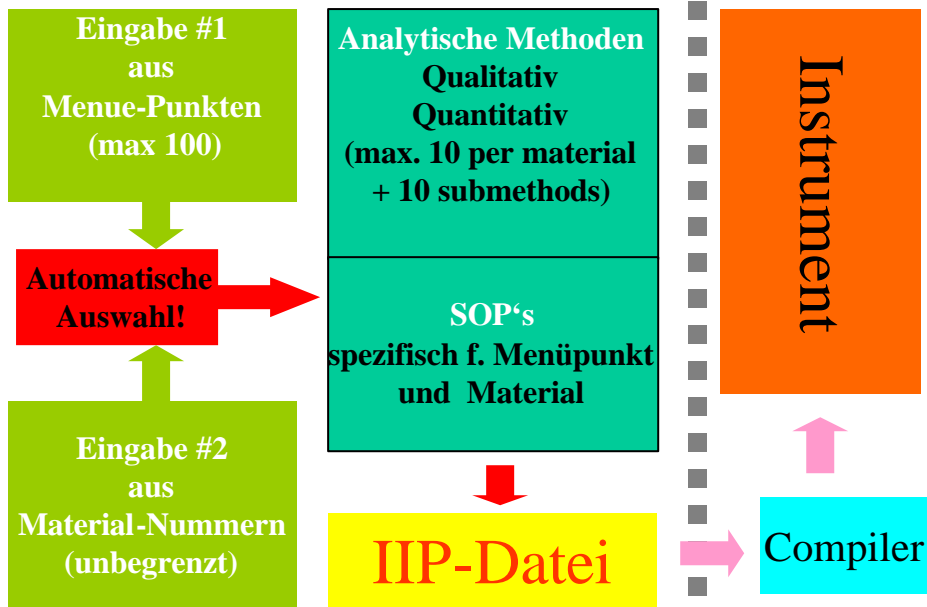 Eingabe #1
aus
Menue-Punkten
(max 100)
Automatische
Auswahl!
Eingabe #2
aus
Material-Nummern
(unbegrenzt)
Analytische Methoden
Qualitativ
Quantitativ
(max. 10 per material
+ 10 submethods)
SOP‘s
spezifisch f. Menüpunkt
und Material
IIP-Datei
Compiler
Instrument